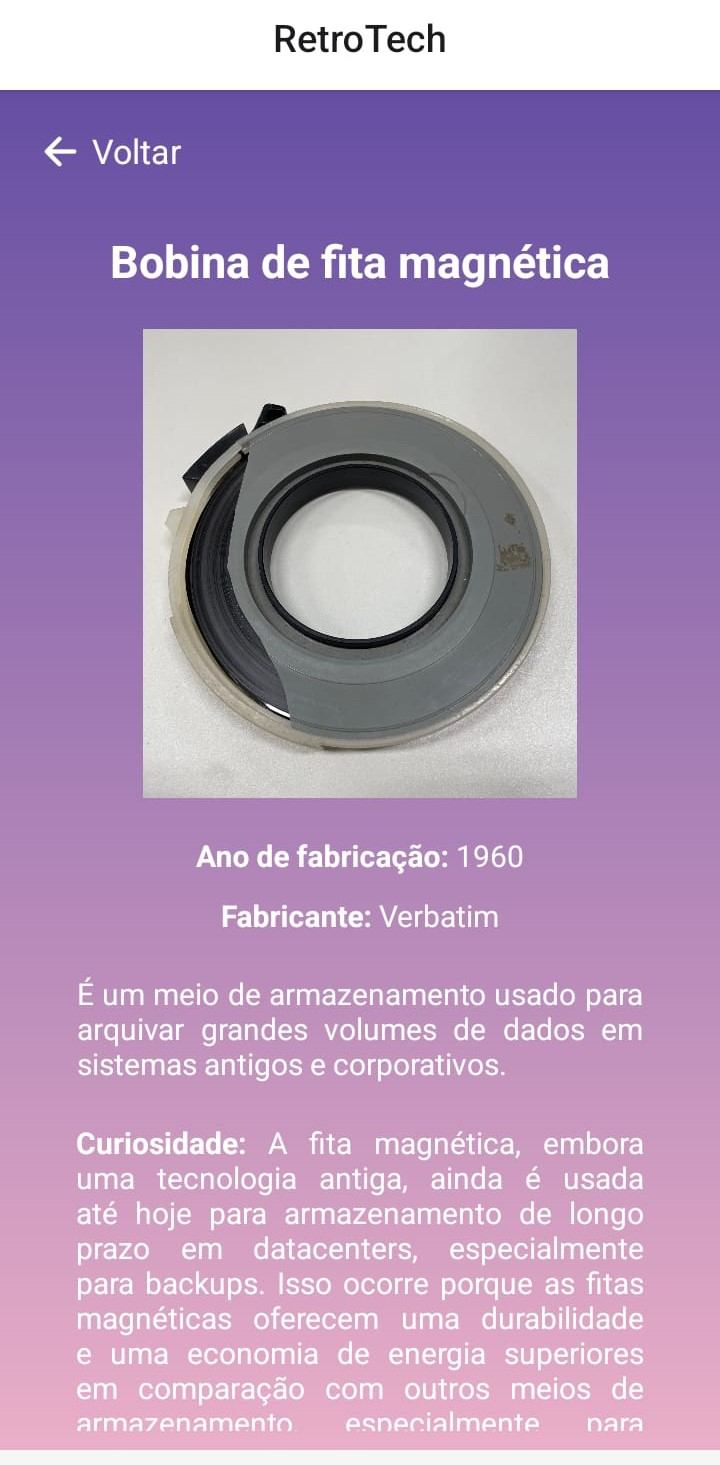 RetroTech
← Voltar
Bobina de fita magnética
Ano de fabricação: 1960
Fabricante: Verbatim
É um meio de armazenamento usado para
arquivar grandes volumes de dados em
sistemas antigos e corporativos.
Curiosidade: A fita magnética, embora
uma tecnologia antiga, ainda é usada
até hoje para armazenamento de longo
prazo em datacenters, especialmente
para backups. Isso ocorre porque as fitas
magnéticas oferecem uma durabilidade
e uma economia de energia superiores
em comparação com outros meios de
armazenamento, especialmente para